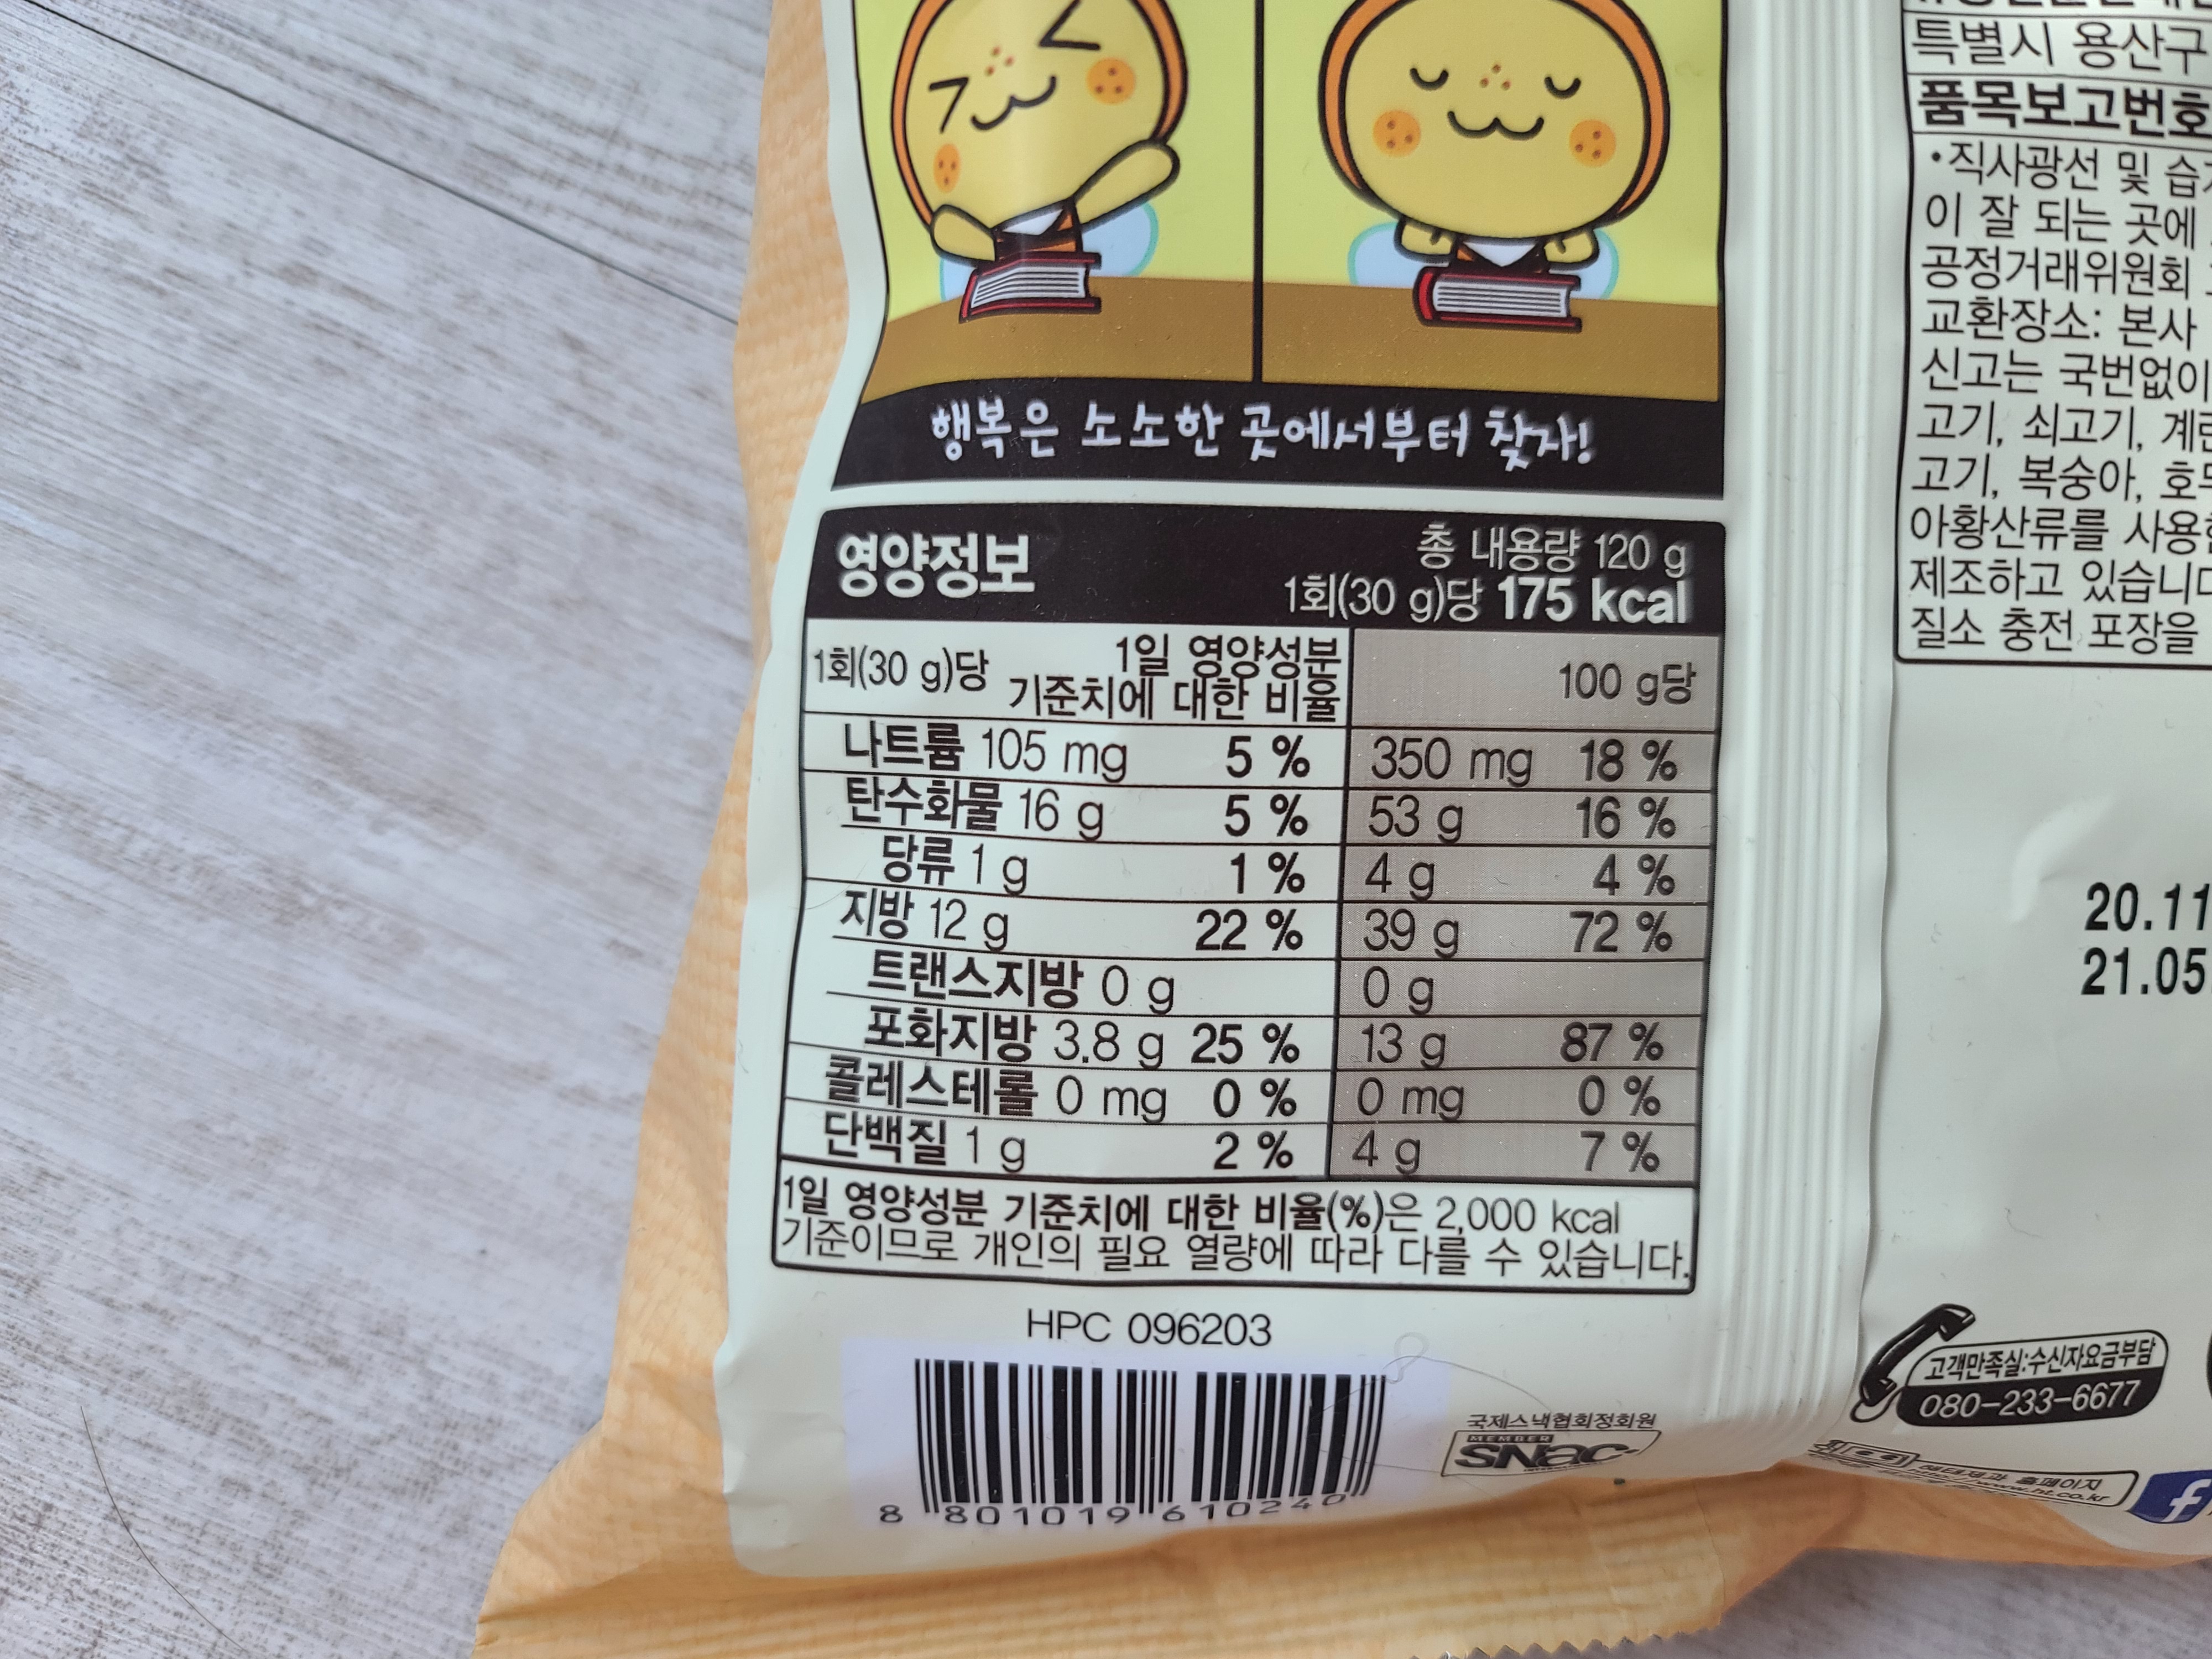 행복은 소소한 곳에서부터 찾자!
영양정보
총 내용량 120 g
1회(30 g)당 175 kcal
1회(30 g)당 1일 영양성분 기준치에 대한 비율 100 g당
나트륨 105 mg 5 % 350 mg 18 %
탄수화물 16 g 5 % 53 g 16 %
당류 1 g 1 % 4 g 4 %
지방 12 g 22 % 39 g 72 %
트랜스지방 0 g 0 g
포화지방 3.8 g 25 % 13 g 87 %
콜레스테롤 0 mg 0 % 0 mg 0 %
단백질 1 g 2 % 4 g 7 %
1일 영양성분 기준치에 대한 비율(%)은 2,000 kcal
기준이므로 개인의 필요 열량에 따라 다를 수 있습니다.
HPC 096203
8 801019 610240
국제스낵협회정회원
MEMBER
SNAC
특별시 용산구
품목보고번호
•직사광선 및
이 잘 되는 곳에
공정거래위원회
교환장소: 본사
신고는 국번없이
고기, 쇠고기,
고기, 복숭아,
아황산류를
제조하고
질소 충전 포장을
20.11
21.05
고객만족실:수신자요금부담
080-233-6677
해태제과 홈페이지
www.ht.co.kr
f